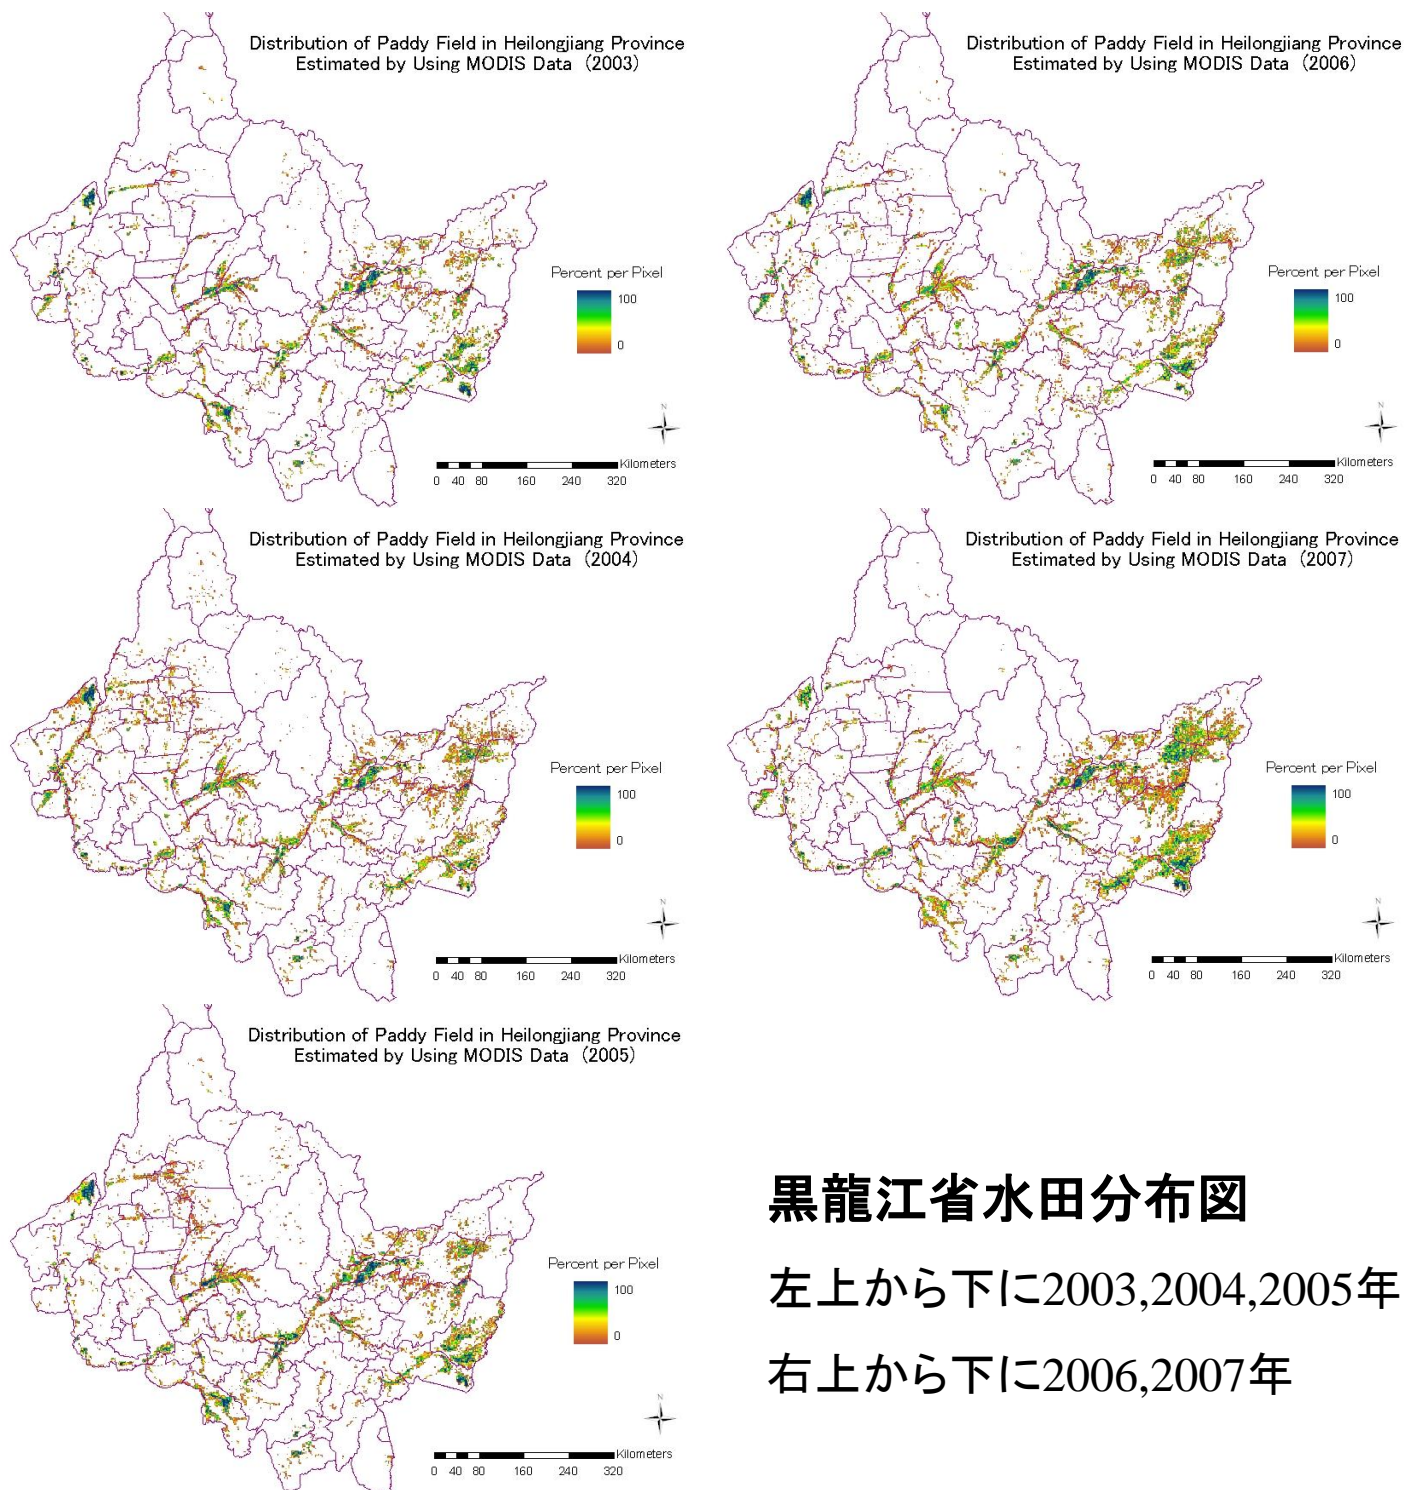 Distribution of Paddy Field in Heilongjiang Province
Estimated by Using MODIS Data (2003)
Percent per Pixel
100
0
N
Kilometers
0 40 80 160 240 320
Distribution of Paddy Field in Heilongjiang Province
Estimated by Using MODIS Data (2006)
Percent per Pixel
100
0
N
Kilometers
0 40 80 160 240 320
Distribution of Paddy Field in Heilongjiang Province
Estimated by Using MODIS Data (2004)
Percent per Pixel
100
0
N
Kilometers
0 40 80 160 240 320
Distribution of Paddy Field in Heilongjiang Province
Estimated by Using MODIS Data (2007)
Percent per Pixel
100
0
N
Kilometers
0 40 80 160 240 320
Distribution of Paddy Field in Heilongjiang Province
Estimated by Using MODIS Data (2005)
Percent per Pixel
100
0
N
Kilometers
0 40 80 160 240 320
黒龍江省水田分布図
左上から下に2003,2004,2005年
右上から下に2006,2007年